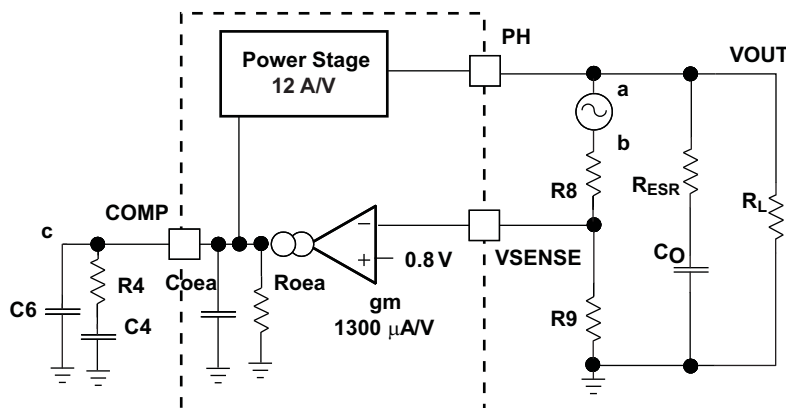 PH
VOUT
Power Stage
12 A/V
a
b
R8
RESR
RL
COMP
c
VSENSE
0.8 V
−
+
R4
Coea
Roea
CO
C6
C4
gm
1300 μA/V
R9